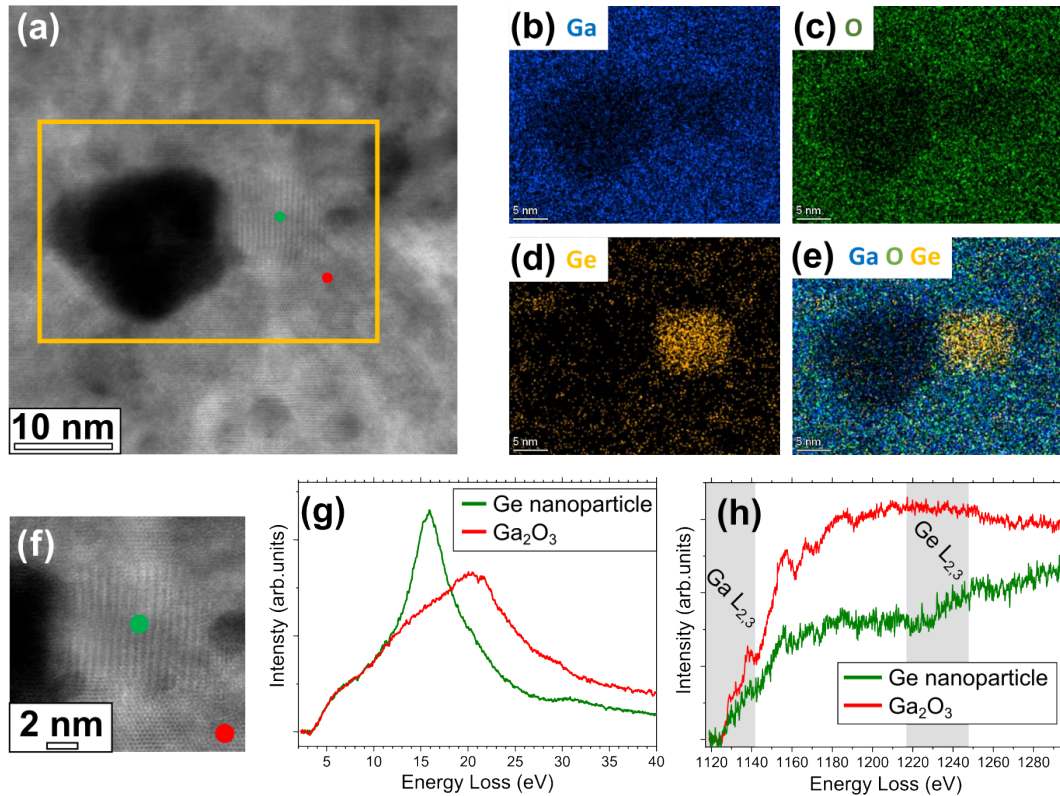 (a)
10 nm
(b) Ga
5 nm
(c) O
5 nm
(d) Ge
5 nm
(e) Ga O Ge
5 nm
(f)
2 nm
(g)
Ge nanoparticle
Ga₂O₃
Intensty (arb.units)
5 10 15 20 25 30 35 40
Energy Loss (eV)
(h)
Ga L₂,₃
Ge L₂,₃
Ge nanoparticle
Ga₂O₃
Intensity (arb.units)
1120 1140 1160 1180 1200 1220 1240 1260 1280
Energy Loss (eV)